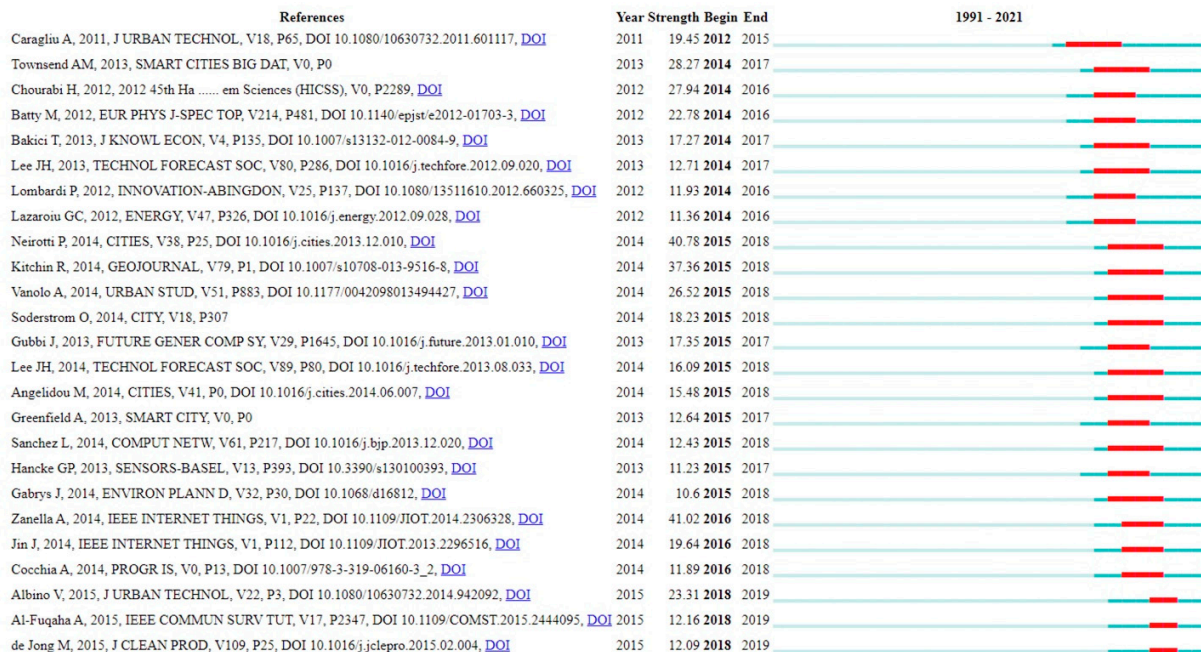 References Year Strength Begin End 1991 - 2021
Caragliu A, 2011, J URBAN TECHNOL, V18, P65, DOI 10.1080/10630732.2011.601117, DOI 2011 19.45 2012 2015
Townsend AM, 2013, SMART CITIES BIG DAT, V0, P0 2013 28.27 2014 2017
Chourabi H, 2012, 2012 45th Ha ...... em Sciences (HICSS), V0, P2289, DOI 2012 27.94 2014 2016
Batty M, 2012, EUR PHYS J-SPEC TOP, V214, P481, DOI 10.1140/epjst/e2012-01703-3, DOI 2012 22.78 2014 2016
Bakici T, 2013, J KNOWL ECON, V4, P135, DOI 10.1007/s13132-012-0084-9, DOI 2013 17.27 2014 2017
Lee JH, 2013, TECHNOL FORECAST SOC, V80, P286, DOI 10.1016/j.techfore.2012.09.020, DOI 2013 12.71 2014 2017
Lombardi P, 2012, INNOVATION-ABINGDON, V25, P137, DOI 10.1080/13511610.2012.660325, DOI 2012 11.93 2014 2016
Lazaroiu GC, 2012, ENERGY, V47, P326, DOI 10.1016/j.energy.2012.09.028, DOI 2012 11.36 2014 2016
Neirotti P, 2014, CITIES, V38, P25, DOI 10.1016/j.cities.2013.12.010, DOI 2014 40.78 2015 2018
Kitchin R, 2014, GEOJOURNAL, V79, P1, DOI 10.1007/s10708-013-9516-8, DOI 2014 37.36 2015 2018
Vanolo A, 2014, URBAN STUD, V51, P883, DOI 10.1177/0042098013494427, DOI 2014 26.52 2015 2018
Soderstrom O, 2014, CITY, V18, P307 2014 18.23 2015 2018
Gubbi J, 2013, FUTURE GENER COMP SY, V29, P1645, DOI 10.1016/j.future.2013.01.010, DOI 2013 17.35 2015 2017
Lee JH, 2014, TECHNOL FORECAST SOC, V89, P80, DOI 10.1016/j.techfore.2013.08.033, DOI 2014 16.09 2015 2018
Angelidou M, 2014, CITIES, V41, P0, DOI 10.1016/j.cities.2014.06.007, DOI 2014 15.48 2015 2018
Greenfield A, 2013, SMART CITY, V0, P0 2013 12.64 2015 2017
Sanchez L, 2014, COMPUT NETW, V61, P217, DOI 10.1016/j.bjp.2013.12.020, DOI 2014 12.43 2015 2018
Hancke GP, 2013, SENSORS-BASEL, V13, P393, DOI 10.3390/s130100393, DOI 2013 11.23 2015 2017
Gabrys J, 2014, ENVIRON PLANN D, V32, P30, DOI 10.1068/d16812, DOI 2014 10.6 2015 2018
Zanella A, 2014, IEEE INTERNET THINGS, V1, P22, DOI 10.1109/JIOT.2014.2306328, DOI 2014 41.02 2016 2018
Jin J, 2014, IEEE INTERNET THINGS, V1, P112, DOI 10.1109/JIOT.2013.2296516, DOI 2014 19.64 2016 2018
Cocchia A, 2014, PROGR IS, V0, P13, DOI 10.1007/978-3-319-06160-3_2, DOI 2014 11.89 2016 2018
Albino V, 2015, J URBAN TECHNOL, V22, P3, DOI 10.1080/10630732.2014.942092, DOI 2015 23.31 2018 2019
Al-Fuqaha A, 2015, IEEE COMMUN SURV TUT, V17, P2347, DOI 10.1109/COMST.2015.2444095, DOI 2015 12.16 2018 2019
de Jong M, 2015, J CLEAN PROD, V109, P25, DOI 10.1016/j.jclepro.2015.02.004, DOI 2015 12.09 2018 2019